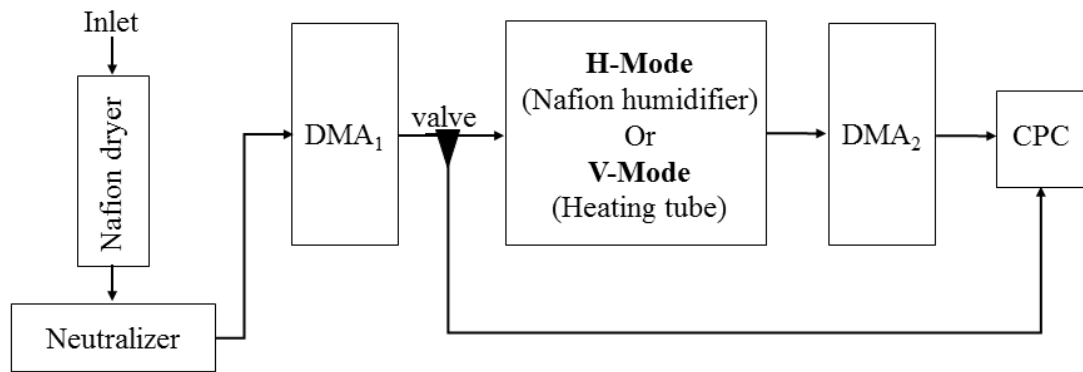 Inlet
Nafion dryer
Neutralizer
DMA₁
valve
H-Mode
(Nafion humidifier)
Or
V-Mode
(Heating tube)
DMA₂
CPC